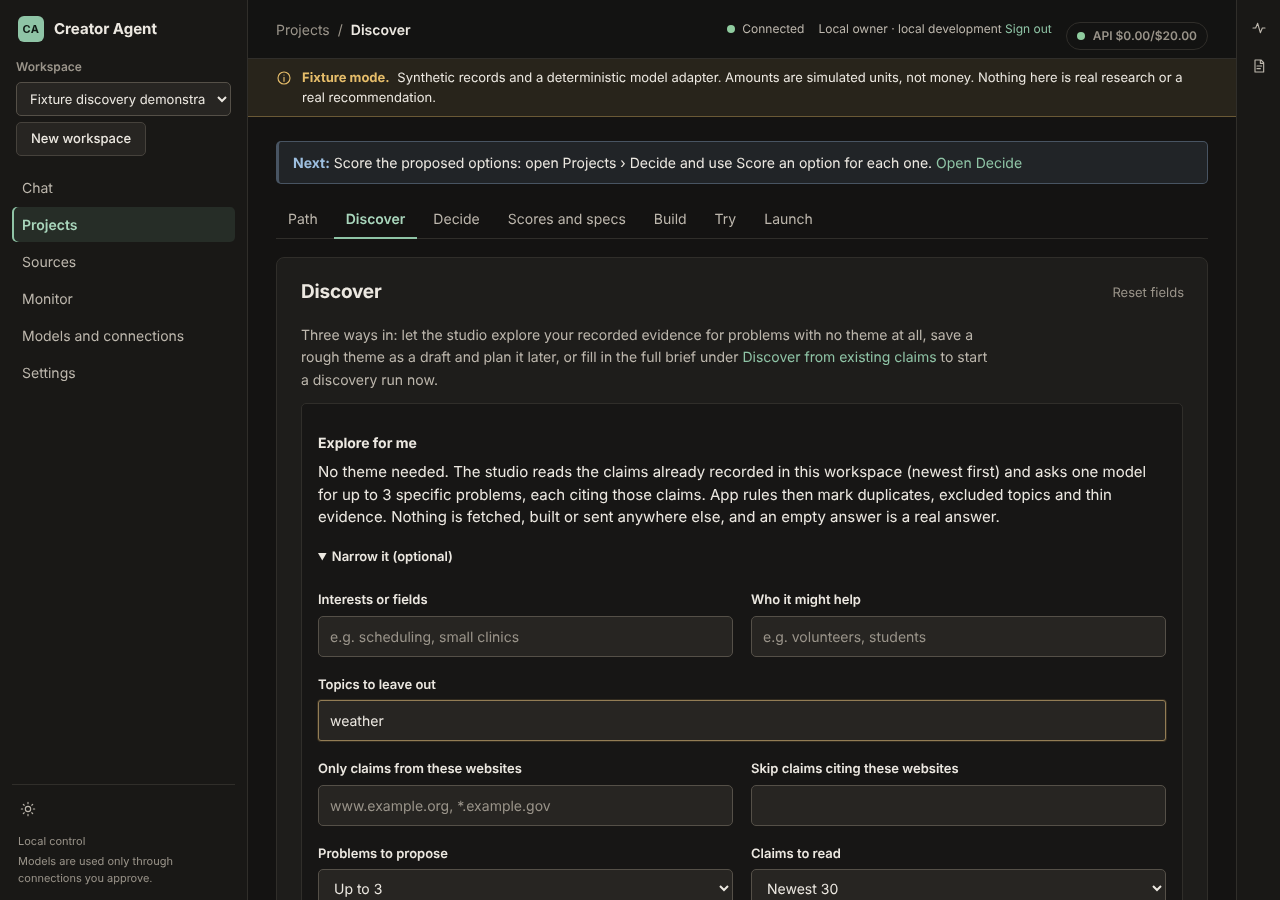 CA Creator Agent
Workspace
Fixture discovery demonstra
New workspace
Chat
Projects
Sources
Monitor
Models and connections
Settings
Local control
Models are used only through
connections you approve.
Projects / Discover
Connected Local owner · local development Sign out API $0.00/$20.00
Fixture mode. Synthetic records and a deterministic model adapter. Amounts are simulated units, not money. Nothing here is real research or a
real recommendation.
Next: Score the proposed options: open Projects › Decide and use Score an option for each one. Open Decide
Path Discover Decide Scores and specs Build Try Launch
Discover Reset fields
Three ways in: let the studio explore your recorded evidence for problems with no theme at all, save a
rough theme as a draft and plan it later, or fill in the full brief under Discover from existing claims to start
a discovery run now.
Explore for me
No theme needed. The studio reads the claims already recorded in this workspace (newest first) and asks one model
for up to 3 specific problems, each citing those claims. App rules then mark duplicates, excluded topics and thin
evidence. Nothing is fetched, built or sent anywhere else, and an empty answer is a real answer.
▼ Narrow it (optional)
Interests or fields Who it might help
e.g. scheduling, small clinics e.g. volunteers, students
Topics to leave out
weather
Only claims from these websites Skip claims citing these websites
www.example.org, *.example.gov
Problems to propose Claims to read
Up to 3 Newest 30